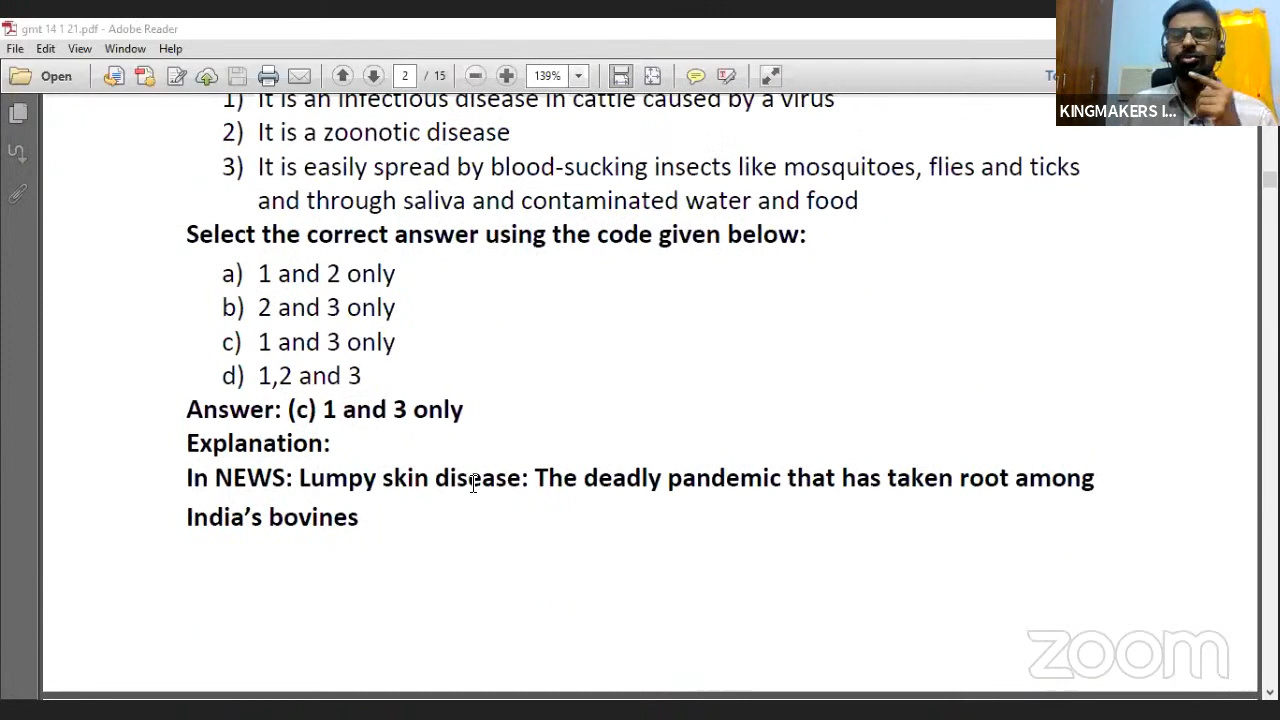 gmt 14 1 21.pdf - Adobe Reader
File Edit View Window Help
Open 2 / 15 139%
KINGMAKERS I...
1) It is an infectious disease in cattle caused by a virus
2) It is a zoonotic disease
3) It is easily spread by blood-sucking insects like mosquitoes, flies and ticks
and through saliva and contaminated water and food
Select the correct answer using the code given below:
a) 1 and 2 only
b) 2 and 3 only
c) 1 and 3 only
d) 1,2 and 3
Answer: (c) 1 and 3 only
Explanation:
In NEWS: Lumpy skin disease: The deadly pandemic that has taken root among
India's bovines
zoom